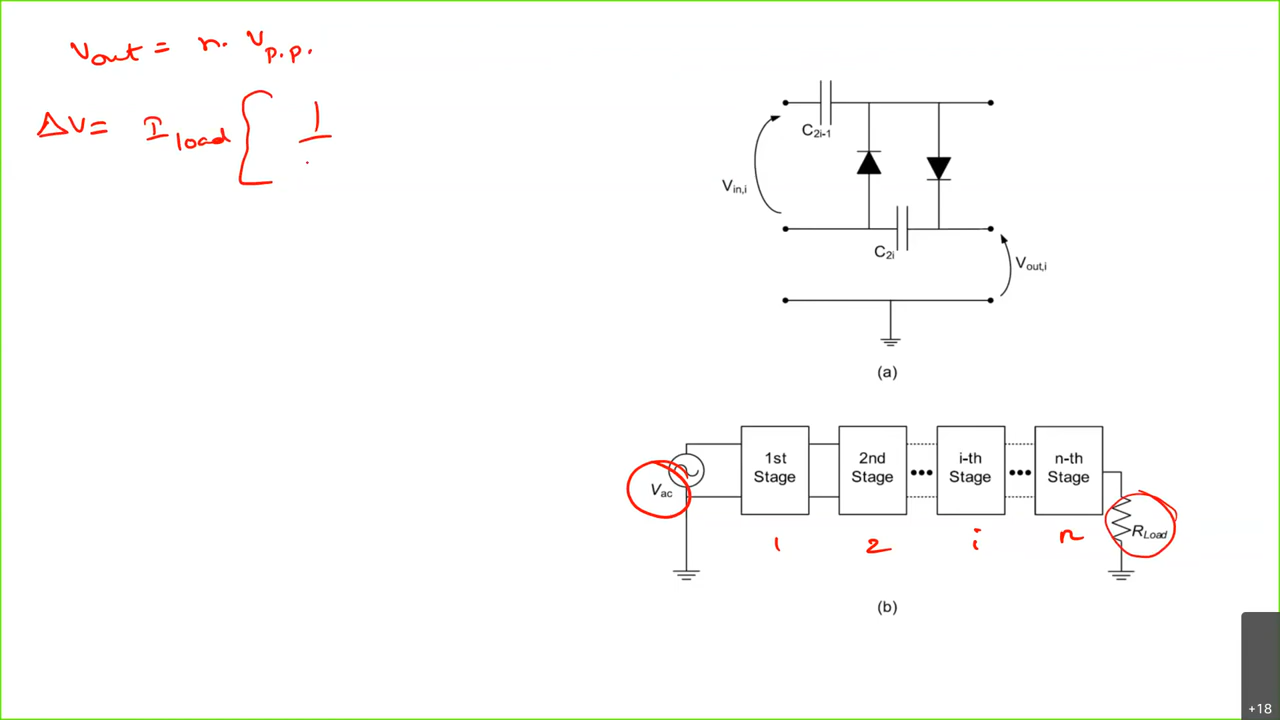 Vout = n. Vp.p.
ΔV = Iload [ 1
C2i-1
Vin,i
C2i
Vout,i
(a)
Vac
1st Stage
2nd Stage
i-th Stage
n-th Stage
RLoad
1 2 i n
(b)
+18